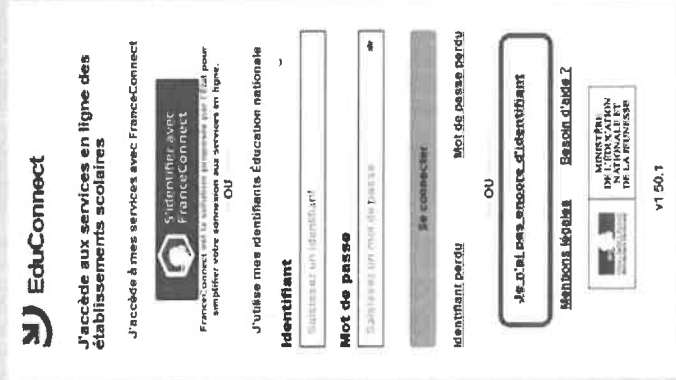 EduConnect
J'accède aux services en ligne des
établissements scolaires
J'accède à mes services avec FranceConnect
S'identifier avec
FranceConnect
FranceConnect est la solution proposée par l'État pour
simplifier votre connexion aux services en ligne.
OU
J'utilise mes identifiants Éducation nationale
Identifiant
Saisissez un identifiant
Mot de passe
Saisissez un mot de passe
Se connecter
Identifiant perdu Mot de passe perdu
OU
Je n'ai pas encore d'identifiant
Mentions légales Besoin d'aide ?
MINISTÈRE
DE L'ÉDUCATION
NATIONALE ET
DE LA JEUNESSE
v1 50.1